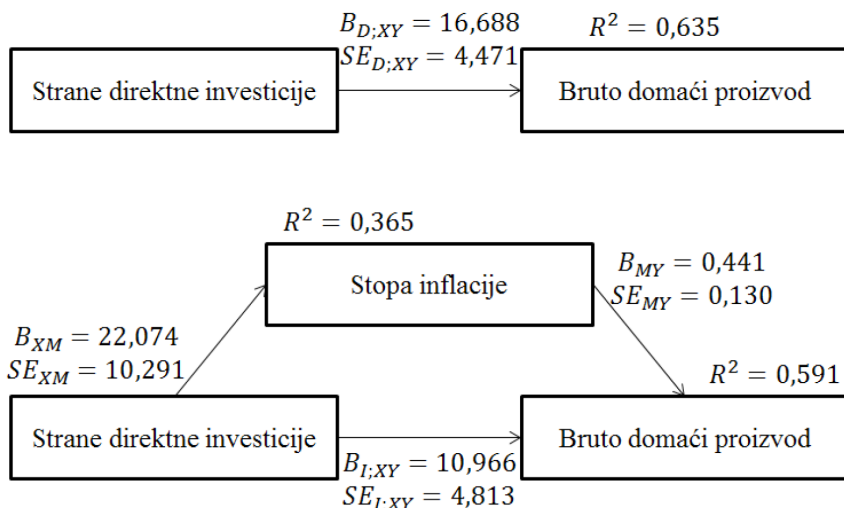 B_{D;XY} = 16,688
SE_{D;XY} = 4,471
R^2 = 0,635
Strane direktne investicije
Bruto domaći proizvod
R^2 = 0,365
Stopa inflacije
B_{MY} = 0,441
SE_{MY} = 0,130
B_{XM} = 22,074
SE_{XM} = 10,291
R^2 = 0,591
Strane direktne investicije
Bruto domaći proizvod
B_{I;XY} = 10,966
SE_{I;XY} = 4,813